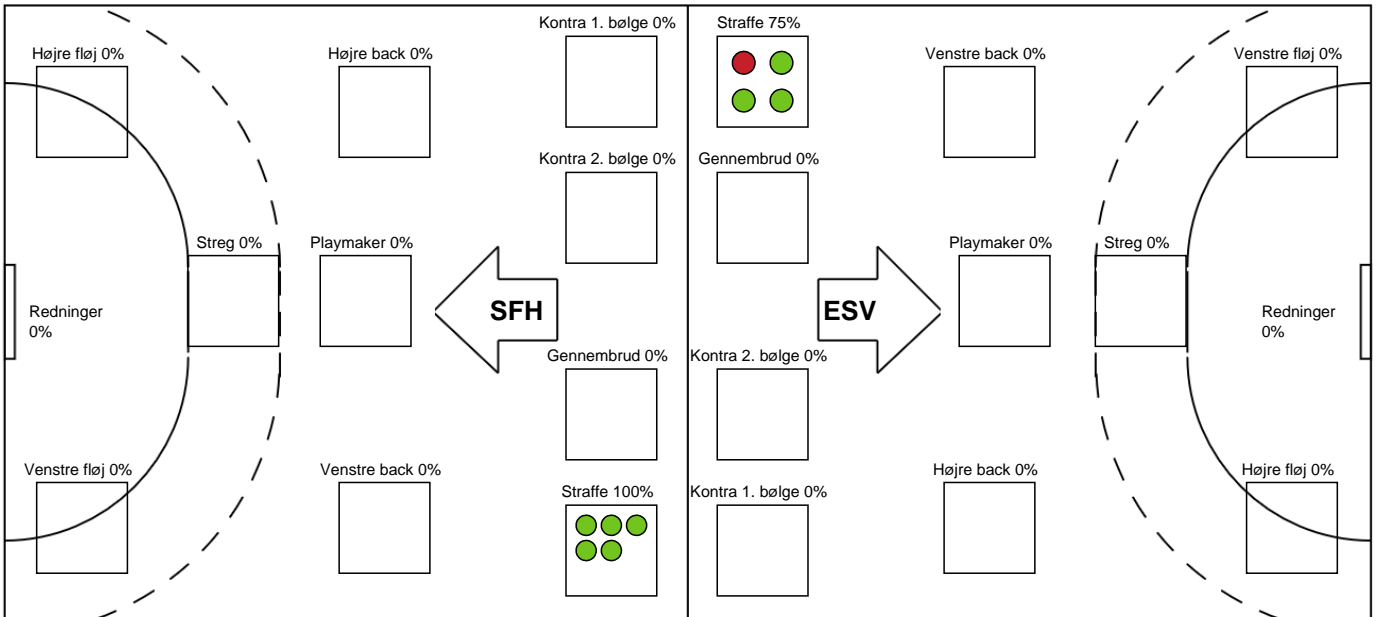 Kontra 1. bølge 0%
Straffe 75%
Højre fløj 0%
Højre back 0%
Venstre back 0%
Venstre fløj 0%
Kontra 2. bølge 0%
Gennembrud 0%
Streg 0%
Playmaker 0%
Playmaker 0%
Streg 0%
Redninger
0%
SFH
ESV
Redninger
0%
Gennembrud 0%
Kontra 2. bølge 0%
Venstre fløj 0%
Venstre back 0%
Højre back 0%
Højre fløj 0%
Straffe 100%
Kontra 1. bølge 0%